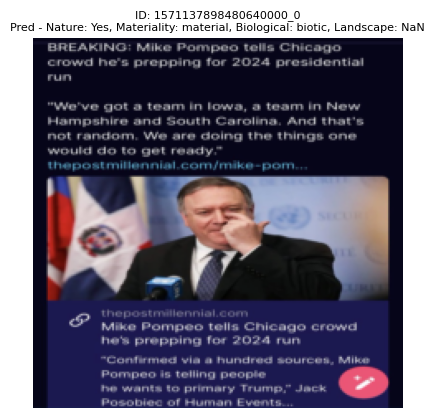 ID: 1571137898480640000_0
Pred - Nature: Yes, Materiality: material, Biological: biotic, Landscape: NaN
BREAKING: Mike Pompeo tells Chicago
crowd he's prepping for 2024 presidential
run
"We've got a team in Iowa, a team in New
Hampshire and South Carolina. And that's
not random. We are doing the things one
would do to get ready."
thepostmillennial.com/mike-pom...
thepostmillennial.com
Mike Pompeo tells Chicago crowd
he's prepping for 2024 run
"Confirmed via a hundred sources, Mike
Pompeo is telling people
he wants to primary Trump," Jack
Posobiec of Human Events...